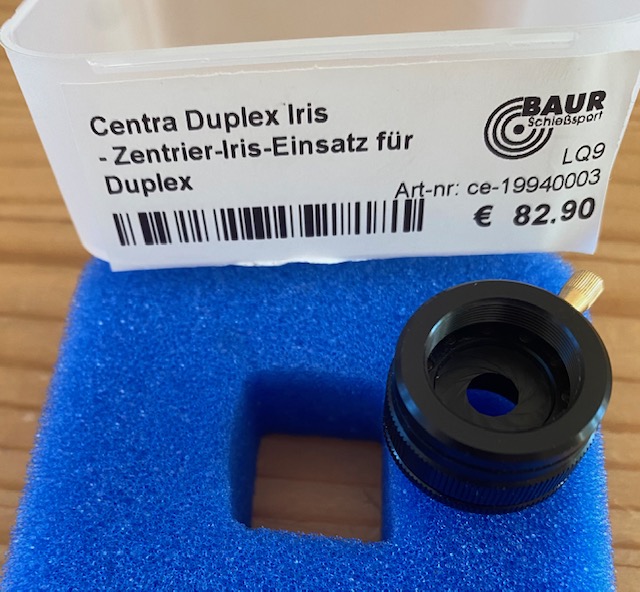 Centra Duplex Iris
- Zentrier-Iris-Einsatz für
Duplex
BAUR
Schießsport
LQ9
Art-nr: ce-19940003
€ 82.90